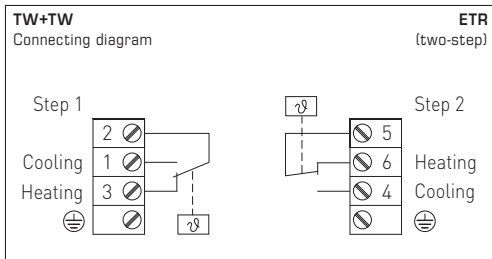 TW+TW ETR
Connecting diagram (two-step)
Step 1 ϑ Step 2
2 5
Cooling 1 6 Heating
Heating 3 4 Cooling
ϑ